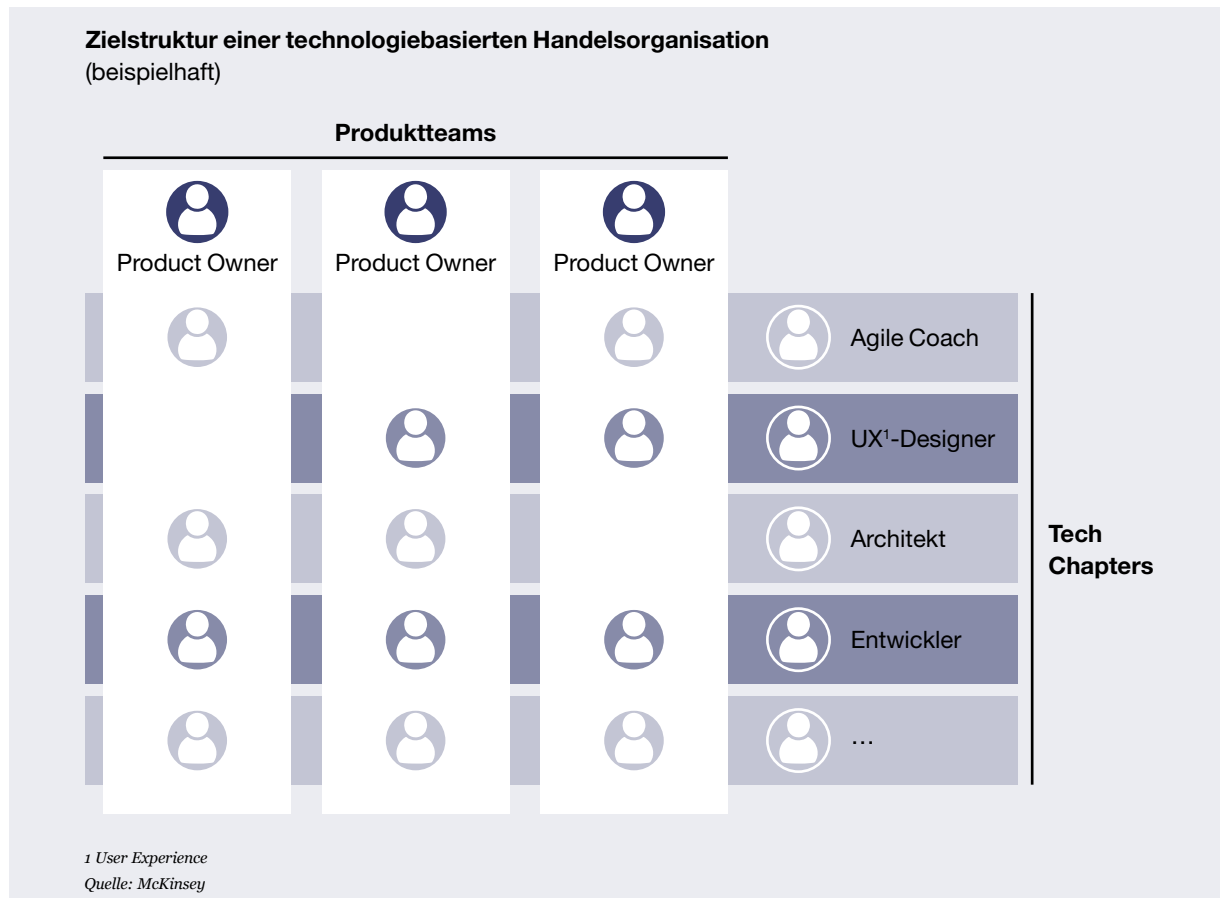 Zielstruktur einer technologiebasierten Handelsorganisation
(beispielhaft)
Produktteams
Product Owner
Product Owner
Product Owner
Agile Coach
UX¹-Designer
Architekt
Tech
Chapters
Entwickler
…
1 User Experience
Quelle: McKinsey